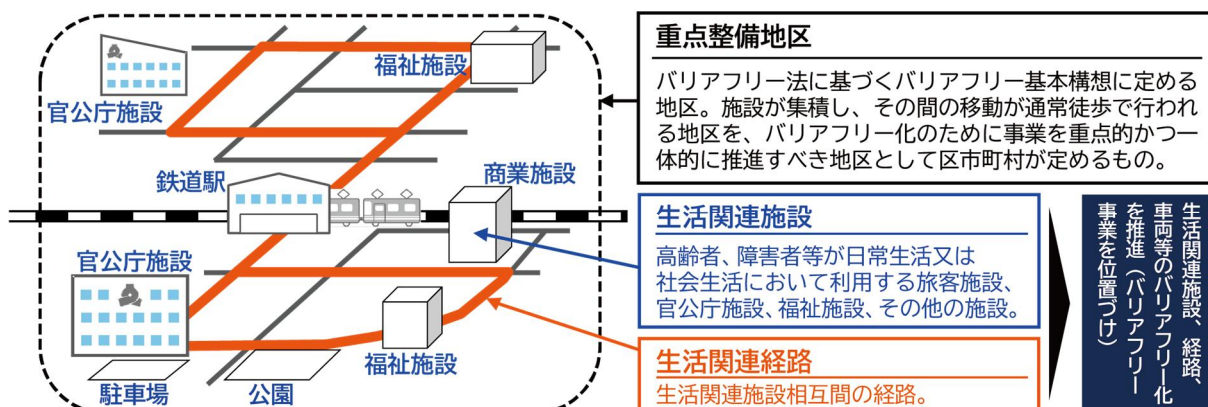 福祉施設
官公庁施設
鉄道駅
商業施設
官公庁施設
福祉施設
駐車場
公園
重点整備地区
バリアフリー法に基づくバリアフリー基本構想に定める
地区。施設が集積し、その間の移動が通常徒歩で行われ
る地区を、バリアフリー化のために事業を重点的かつ一
体的に推進すべき地区として区市町村が定めるもの。
生活関連施設
高齢者、障害者等が日常生活又は
社会生活において利用する旅客施設、
官公庁施設、福祉施設、その他の施設。
生活関連経路
生活関連施設相互間の経路。
生活関連施設、経路、
車両等のバリアフリー化
を推進（バリアフリー
事業を位置づけ）